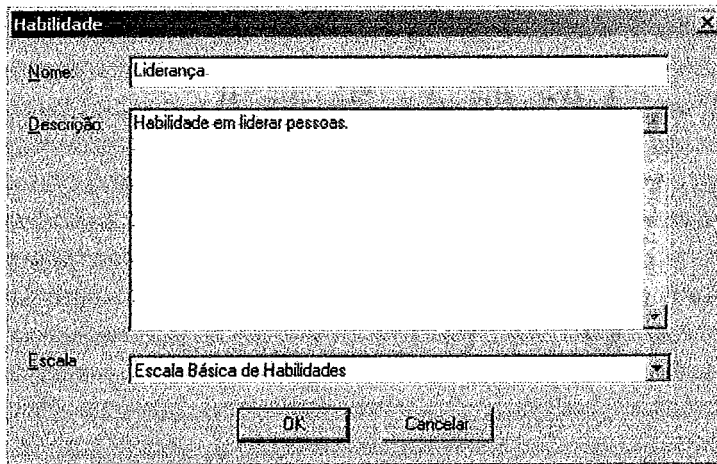 Habilidade
Nome: Liderança
Descrição: Habilidade em liderar pessoas.
Escala Escala Básica de Habilidades
OK Cancelar